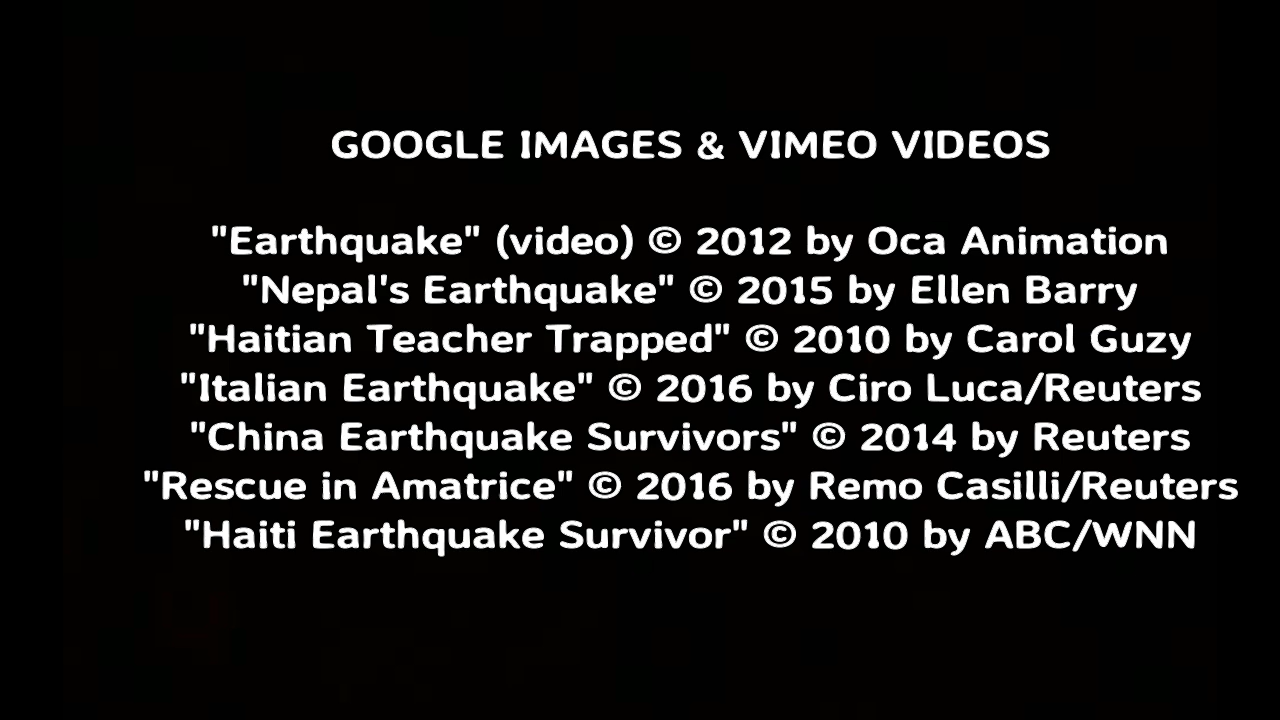 GOOGLE IMAGES & VIMEO VIDEOS
"Earthquake" (video) © 2012 by Oca Animation
"Nepal's Earthquake" © 2015 by Ellen Barry
"Haitian Teacher Trapped" © 2010 by Carol Guzy
"Italian Earthquake" © 2016 by Ciro Luca/Reuters
"China Earthquake Survivors" © 2014 by Reuters
"Rescue in Amatrice" © 2016 by Remo Casilli/Reuters
"Haiti Earthquake Survivor" © 2010 by ABC/WNN